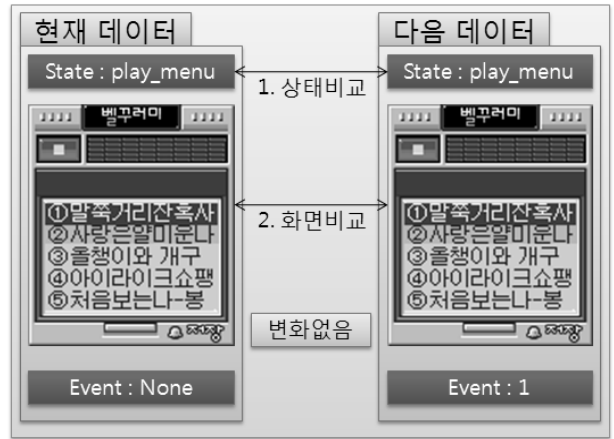 현재 데이터
다음 데이터
State : play_menu
State : play_menu
1. 상태비교
벨꾸러미
벨꾸러미
①말쭉거리잔혹사
②사랑은얄미운나
③올챙이와 개구
④아이라이크쇼팽
⑤처음보는나-봉
①말쭉거리잔혹사
②사랑은얄미운나
③올챙이와 개구
④아이라이크쇼팽
⑤처음보는나-봉
2. 화면비교
변화없음
Event : None
Event : 1